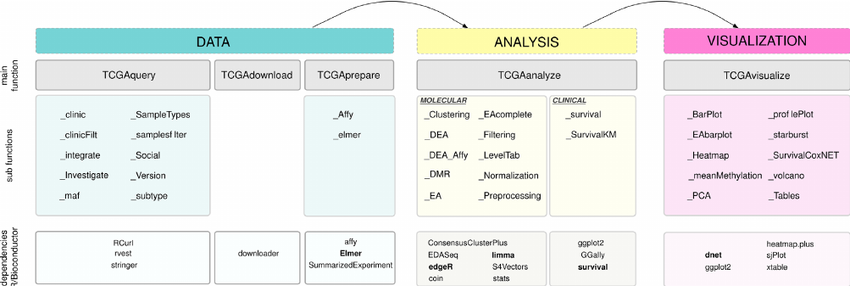 DATA
ANALYSIS
VISUALIZATION
main
function
TCGAquery
TCGAdownload
TCGAprepare
TCGAanalyze
TCGAvisualize
sub functions
_clinic
_SampleTypes
_clinicFilt
_samplesf lter
_integrate
_Social
_Investigate
_Version
_maf
_subtype
_Affy
_elmer
MOLECULAR
_Clustering
_EAcomplete
_DEA
_Filtering
_DEA_Affy
_LevelTab
_DMR
_Normalization
_EA
_Preprocessing
CLINICAL
_survival
_SurvivalKM
_BarPlot
_prof lePlot
_EAbarplot
_starburst
_Heatmap
_SurvivalCoxNET
_meanMethylation
_volcano
_PCA
_Tables
dependencies
R/Bioconductor
RCurl
rvest
stringer
downloader
affy
Elmer
SummarizedExperiment
ConsensusClusterPlus
EDASeq
limma
edgeR
S4Vectors
coin
stats
ggplot2
GGally
survival
heatmap.plus
dnet
sjPlot
ggplot2
xtable